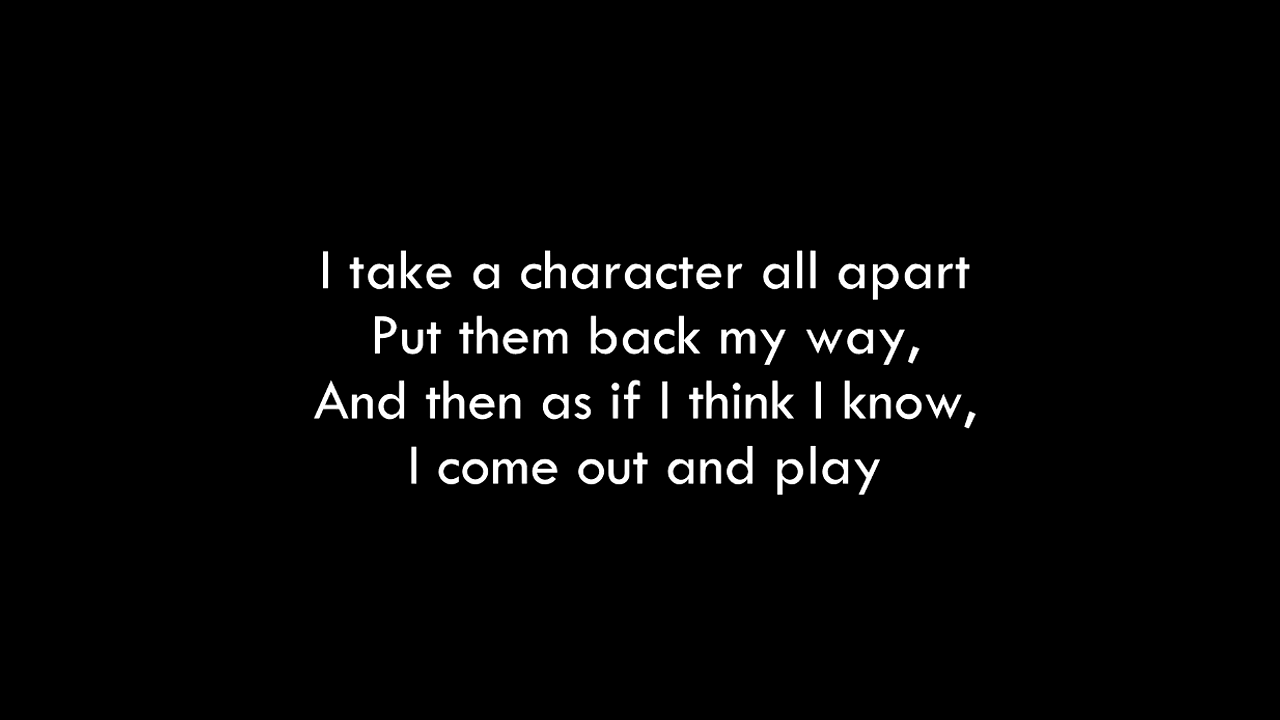 I take a character all apart
Put them back my way,
And then as if I think I know,
I come out and play